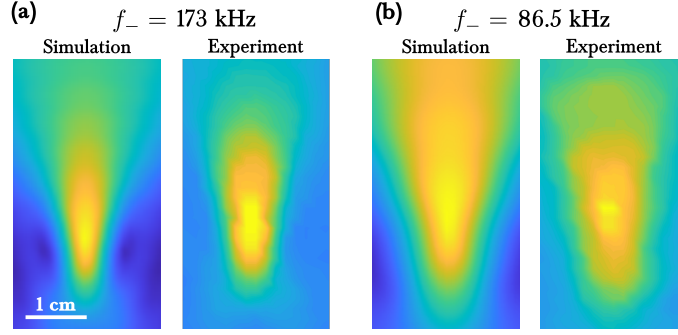 (a) f₋ = 173 kHz
Simulation Experiment
1 cm
(b) f₋ = 86.5 kHz
Simulation Experiment